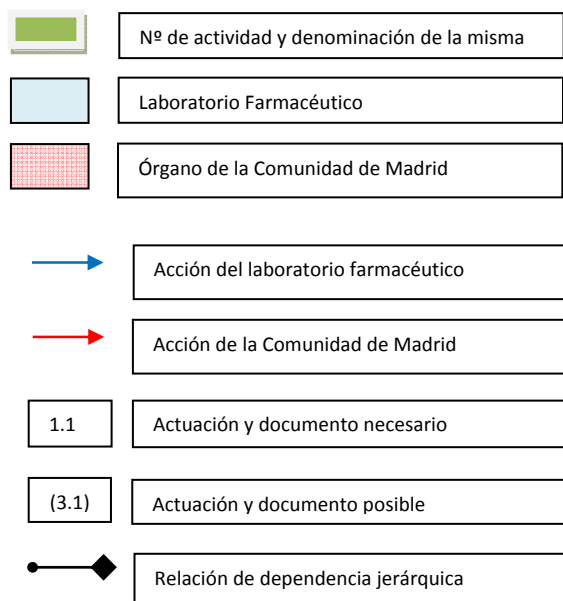 Nº de actividad y denominación de la misma
Laboratorio Farmacéutico
Órgano de la Comunidad de Madrid
Acción del laboratorio farmacéutico
Acción de la Comunidad de Madrid
1.1 Actuación y documento necesario
(3.1) Actuación y documento posible
Relación de dependencia jerárquica